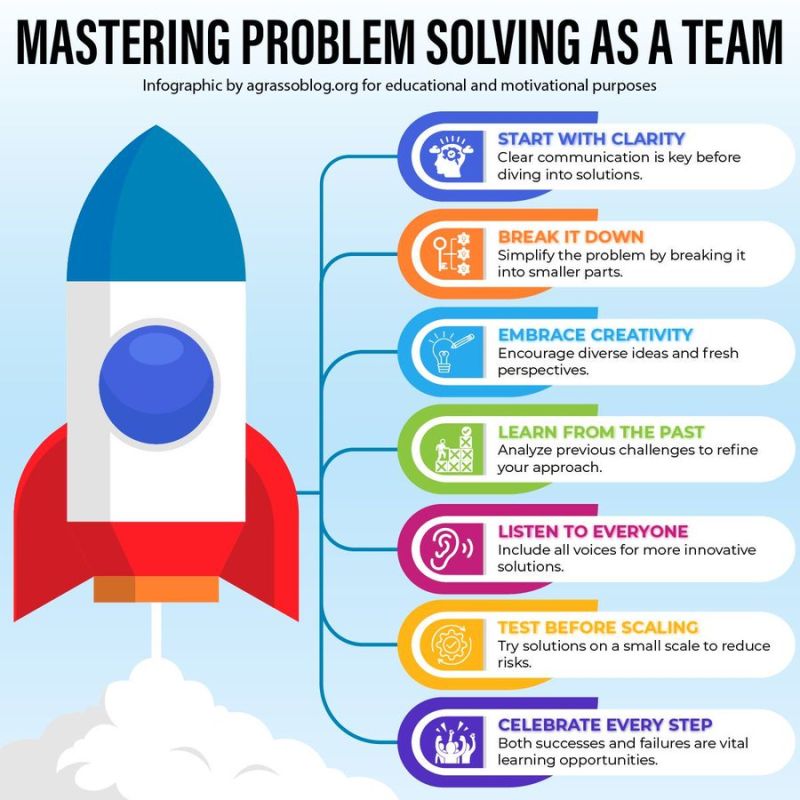 MASTERING PROBLEM SOLVING AS A TEAM
Infographic by agrassoblog.org for educational and motivational purposes
START WITH CLARITY
Clear communication is key before
diving into solutions.
BREAK IT DOWN
Simplify the problem by breaking it
into smaller parts.
EMBRACE CREATIVITY
Encourage diverse ideas and fresh
perspectives.
LEARN FROM THE PAST
Analyze previous challenges to refine
your approach.
LISTEN TO EVERYONE
Include all voices for more innovative
solutions.
TEST BEFORE SCALING
Try solutions on a small scale to reduce
risks.
CELEBRATE EVERY STEP
Both successes and failures are vital
learning opportunities.